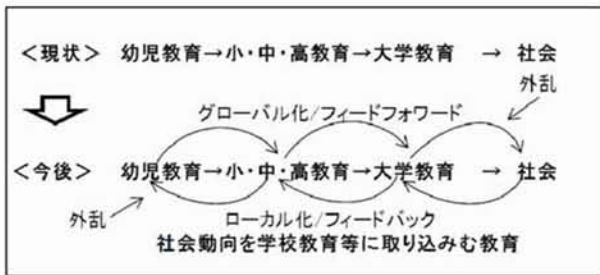 <現状> 幼児教育→小・中・高教育→大学教育 → 社会
外乱
グローバル化/フィードフォワード
<今後> 幼児教育→小・中・高教育→大学教育 → 社会
外乱
ローカル化/フィードバック
社会動向を学校教育等に取り込みむ教育